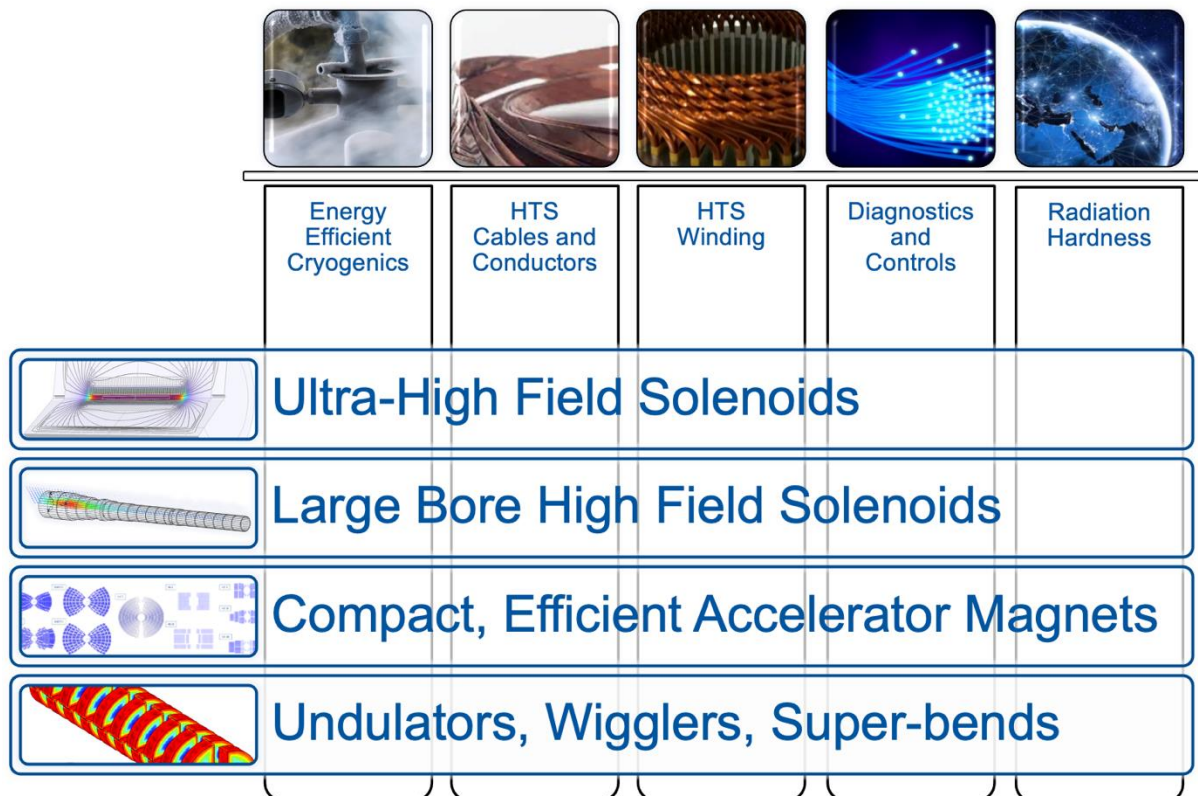 Energy
Efficient
Cryogenics
HTS
Cables and
Conductors
HTS
Winding
Diagnostics
and
Controls
Radiation
Hardness
Ultra-High Field Solenoids
Large Bore High Field Solenoids
Compact, Efficient Accelerator Magnets
Undulators, Wigglers, Super-bends